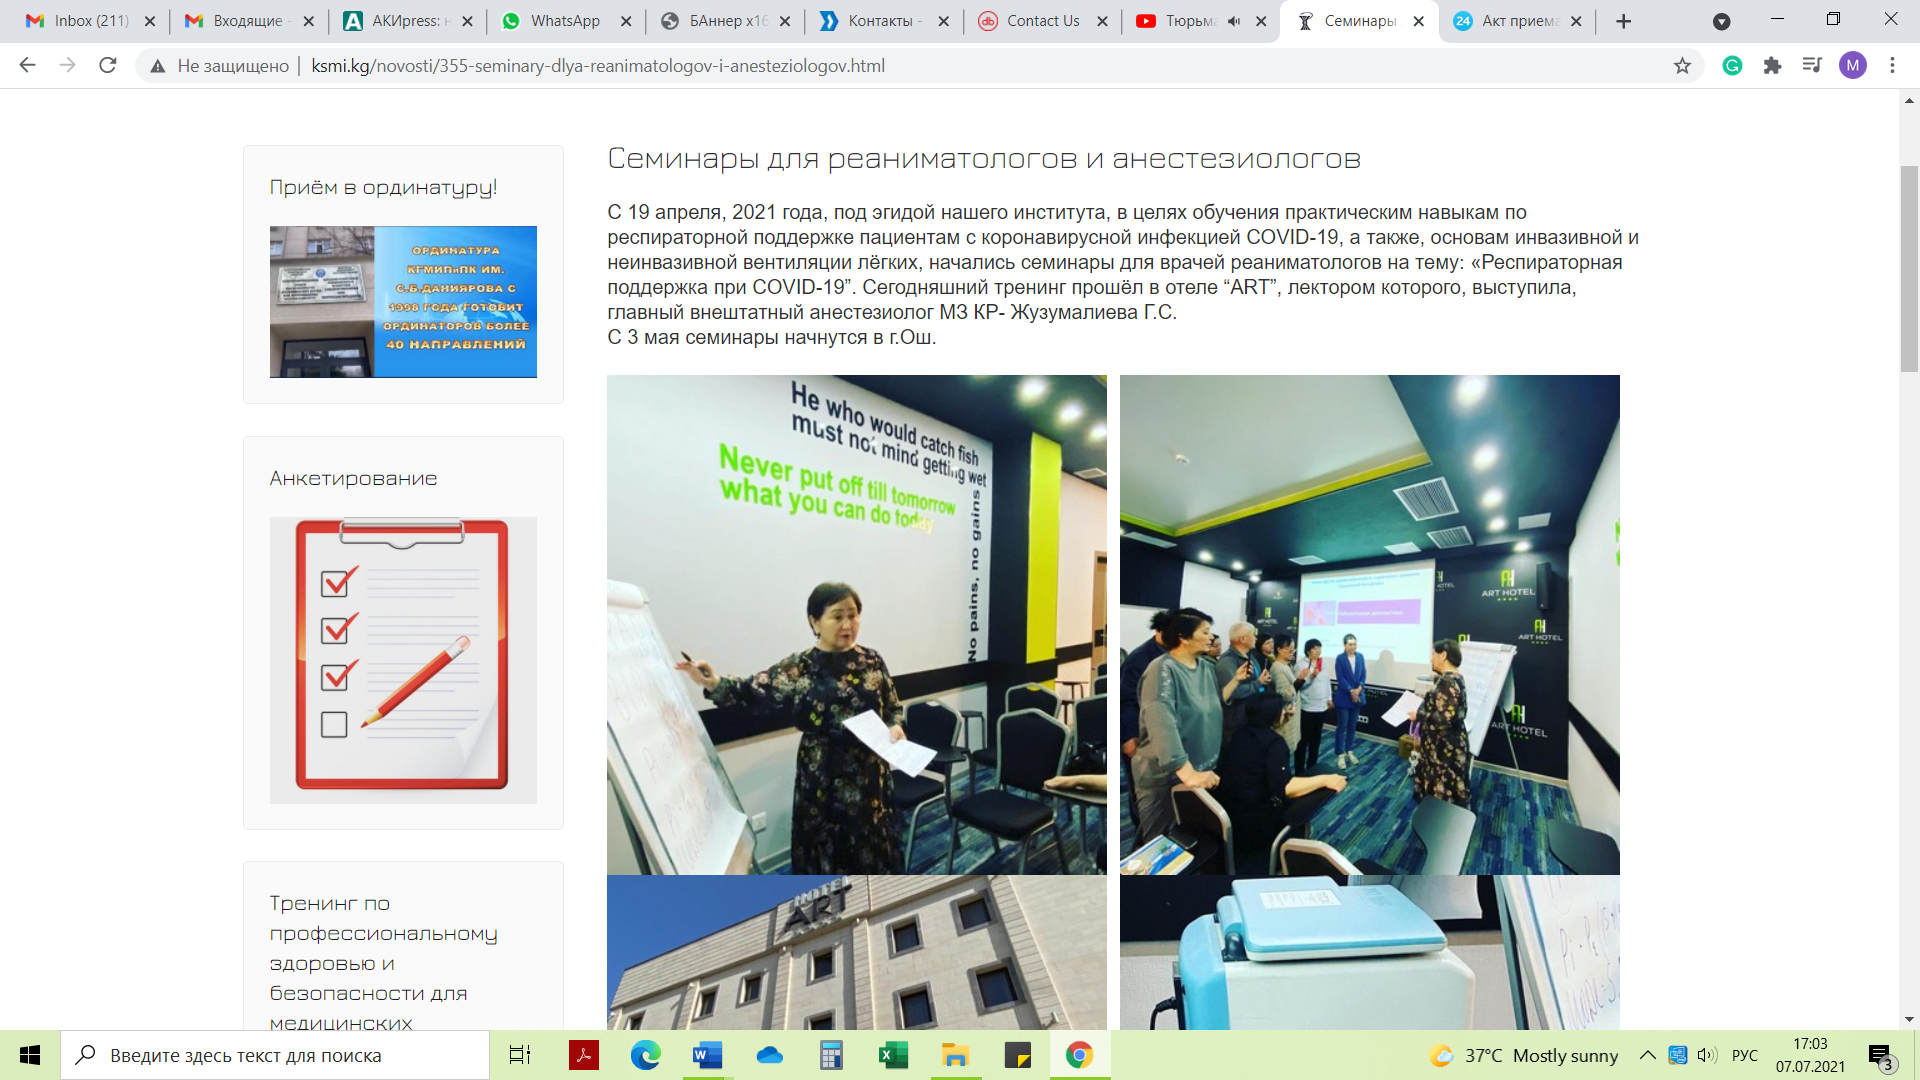 Inbox (211)
Входящие -
АКИpress: н
WhatsApp
БАннер x16
Контакты -
Contact Us
Тюрьма
Семинары
24
Акт приема
Не защищено
ksmi.kg/novosti/355-seminary-dlya-reanimatologov-i-anesteziologov.html
M
Приём в ординатуру!
ОРДИНАТУРА
КГМИПиПК ИМ.
С.Б.ДАНИЯРОВА С
1998 ГОДА ГОТОВИТ
ОРДИНАТОРОВ БОЛЕЕ
40 НАПРАВЛЕНИЙ
Анкетирование
Тренинг по
профессиональному
здоровью и
безопасности для
медицинских
Семинары для реаниматологов и анестезиологов
С 19 апреля, 2021 года, под эгидой нашего института, в целях обучения практическим навыкам по
респираторной поддержке пациентам с коронавирусной инфекцией COVID-19, а также, основам инвазивной и
неинвазивной вентиляции лёгких, начались семинары для врачей реаниматологов на тему: «Респираторная
поддержка при COVID-19”. Сегодняшний тренинг прошёл в отеле “ART”, лектором которого, выступила,
главный внештатный анестезиолог МЗ КР- Жузумалиева Г.С.
С 3 мая семинары начнутся в г.Ош.
He who would catch fish
must not mind getting wet
Never put off till tomorrow
what you can do today
No pains, no gains
ART HOTEL
ART HOTEL
ART HOTEL
HOTEL
ART
Введите здесь текст для поиска
37°C Mostly sunny
РУС
17:03
07.07.2021
3